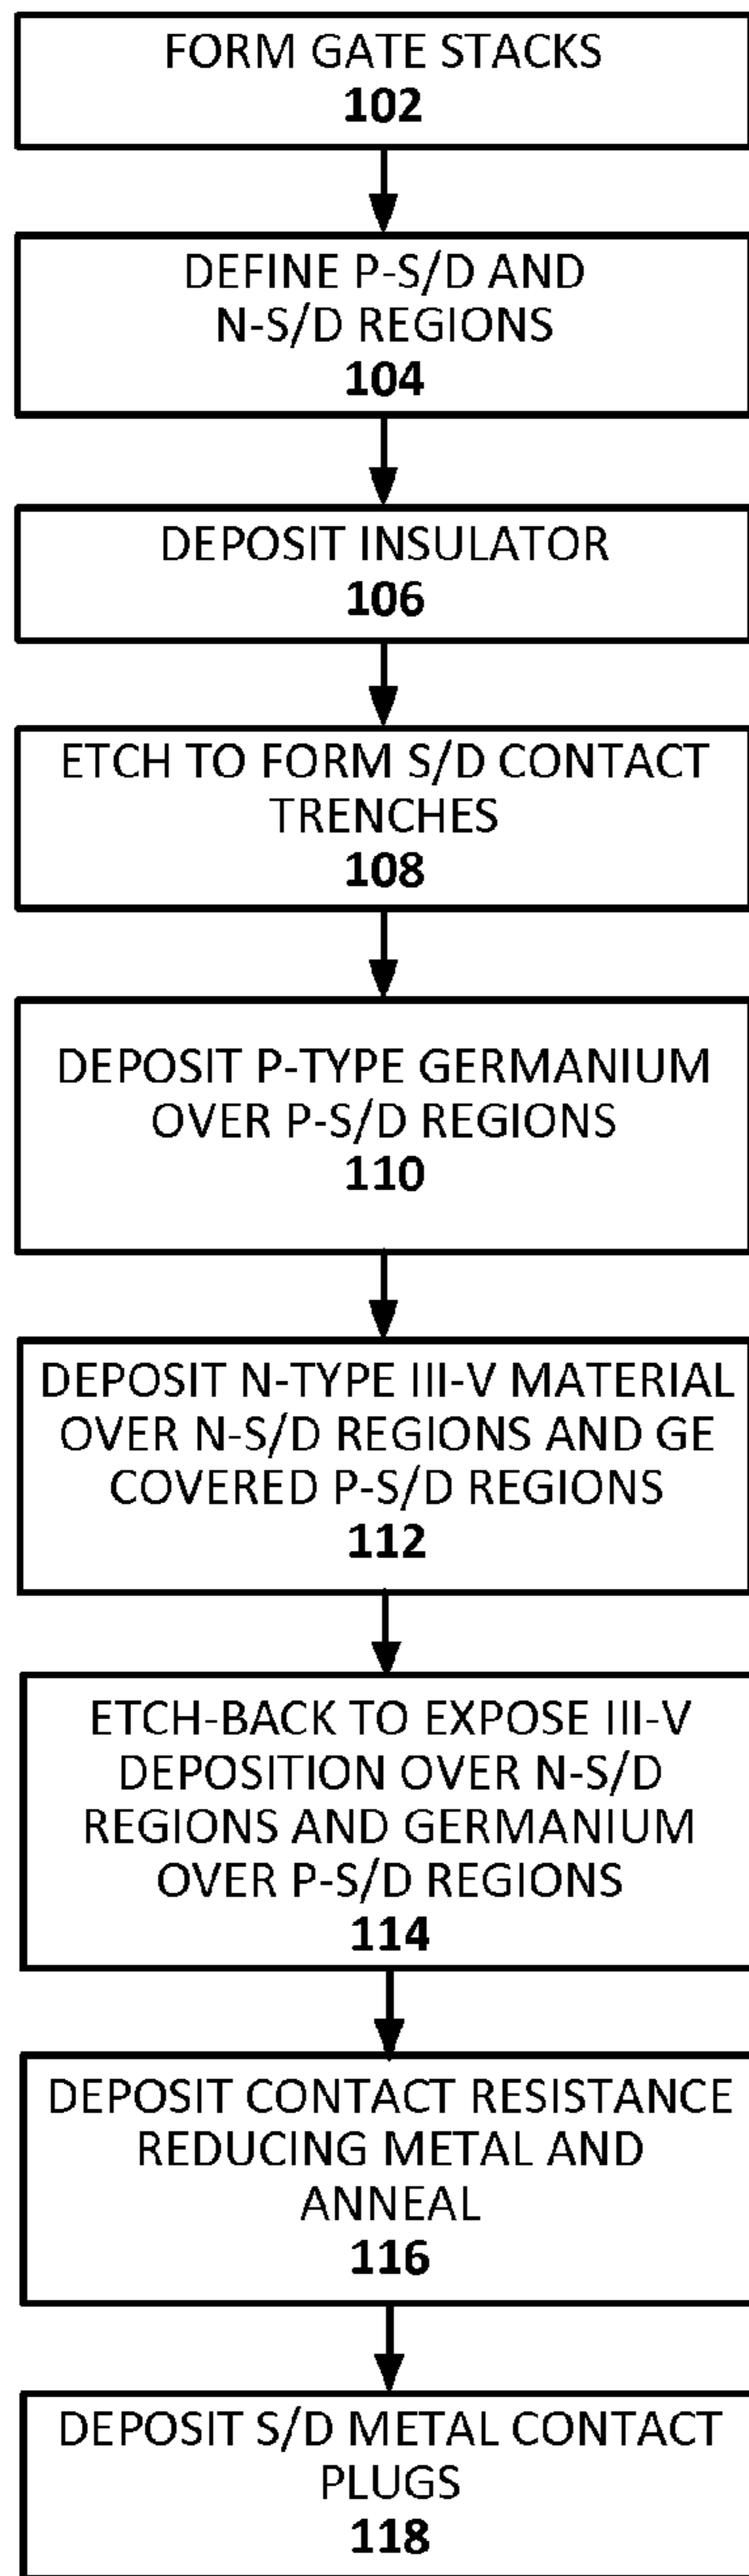 FORM GATE STACKS
102
DEFINE P-S/D AND
N-S/D REGIONS
104
DEPOSIT INSULATOR
106
ETCH TO FORM S/D CONTACT
TRENCHES
108
DEPOSIT P-TYPE GERMANIUM
OVER P-S/D REGIONS
110
DEPOSIT N-TYPE III-V MATERIAL
OVER N-S/D REGIONS AND GE
COVERED P-S/D REGIONS
112
ETCH-BACK TO EXPOSE III-V
DEPOSITION OVER N-S/D
REGIONS AND GERMANIUM
OVER P-S/D REGIONS
114
DEPOSIT CONTACT RESISTANCE
REDUCING METAL AND
ANNEAL
116
DEPOSIT S/D METAL CONTACT
PLUGS
118